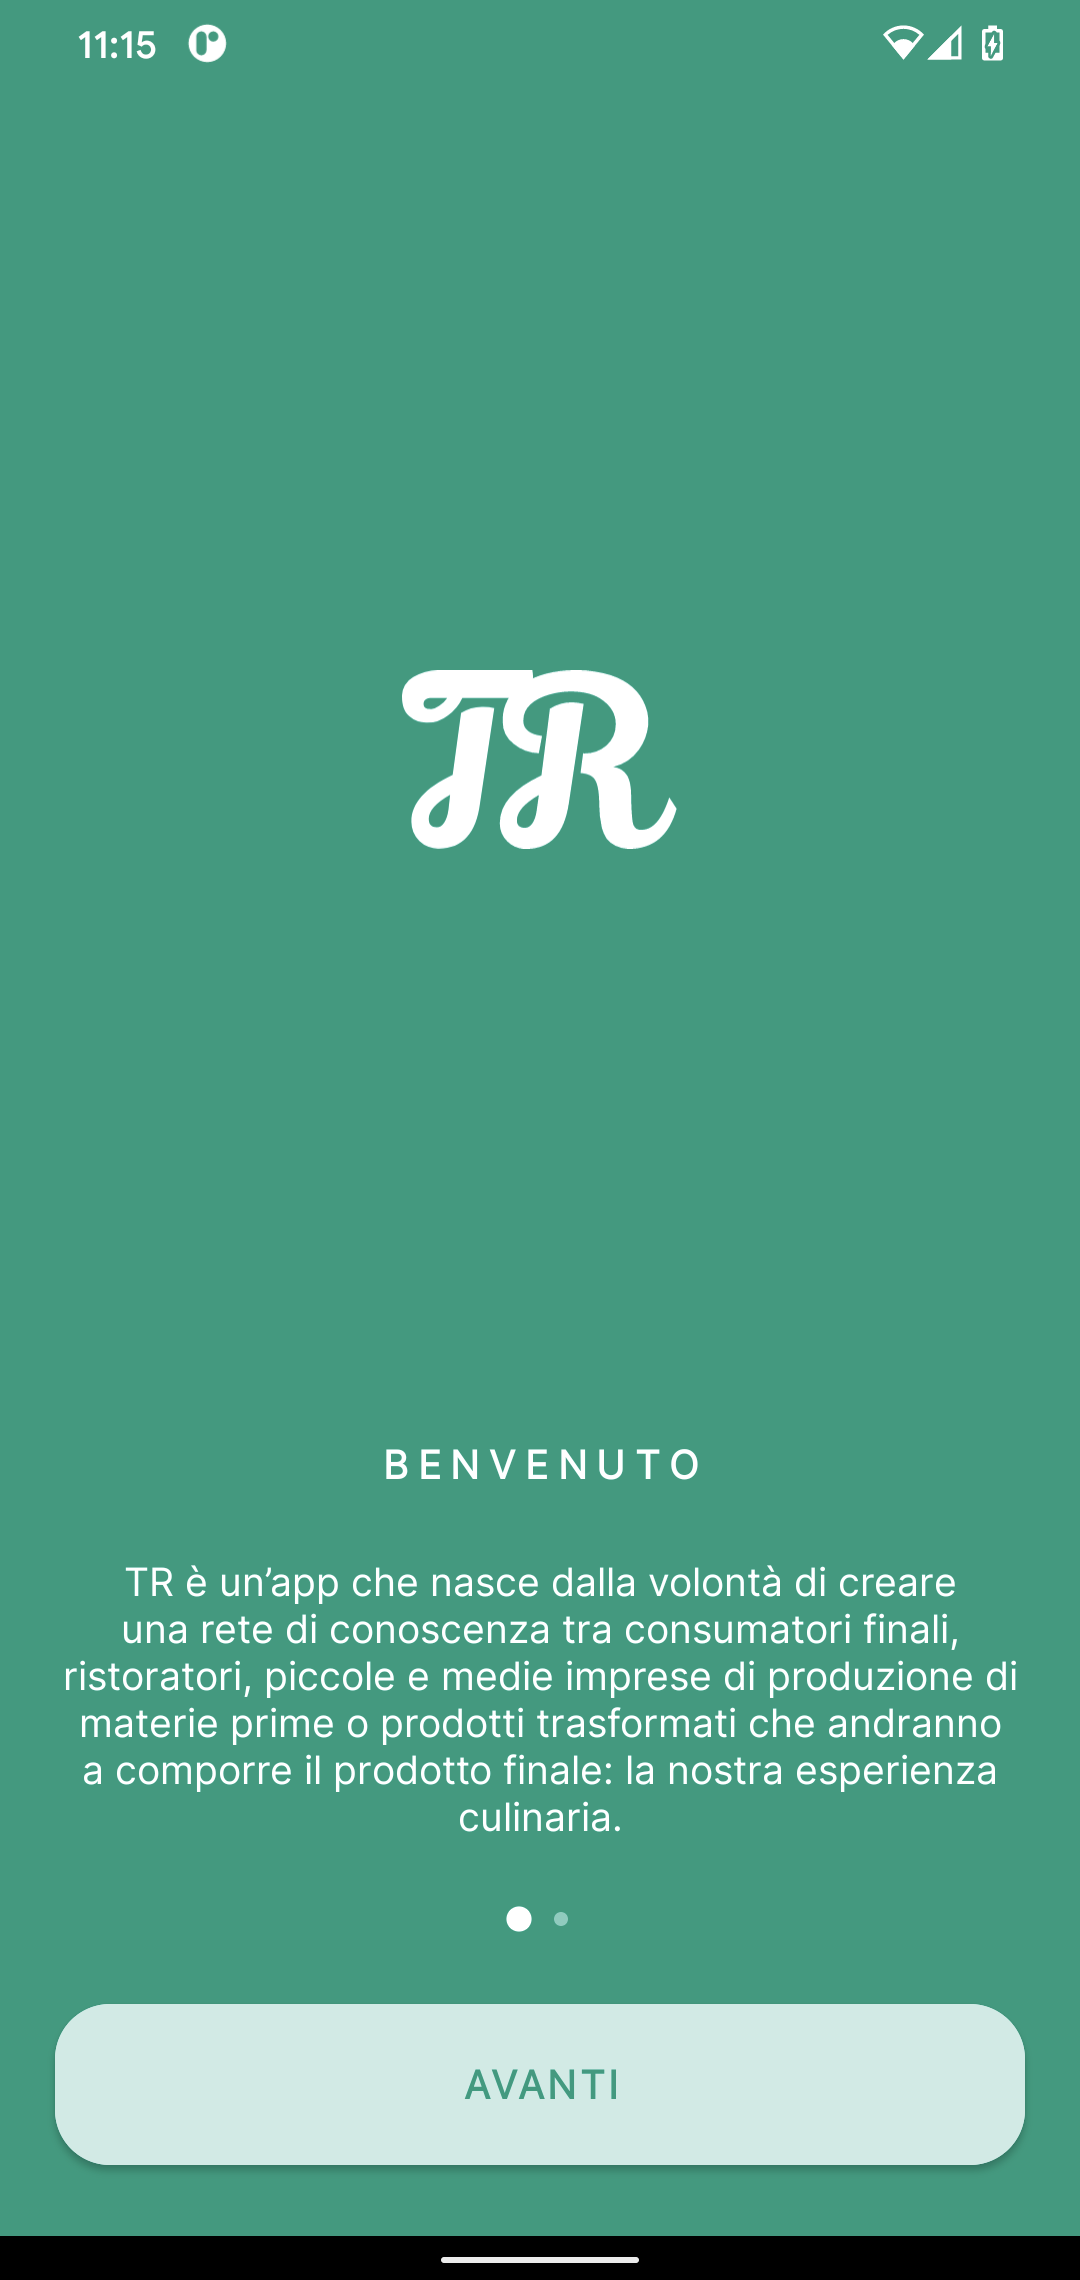 11:15
TR
BENVENUTO
TR è un’app che nasce dalla volontà di creare
una rete di conoscenza tra consumatori finali,
ristoratori, piccole e medie imprese di produzione di
materie prime o prodotti trasformati che andranno
a comporre il prodotto finale: la nostra esperienza
culinaria.
AVANTI